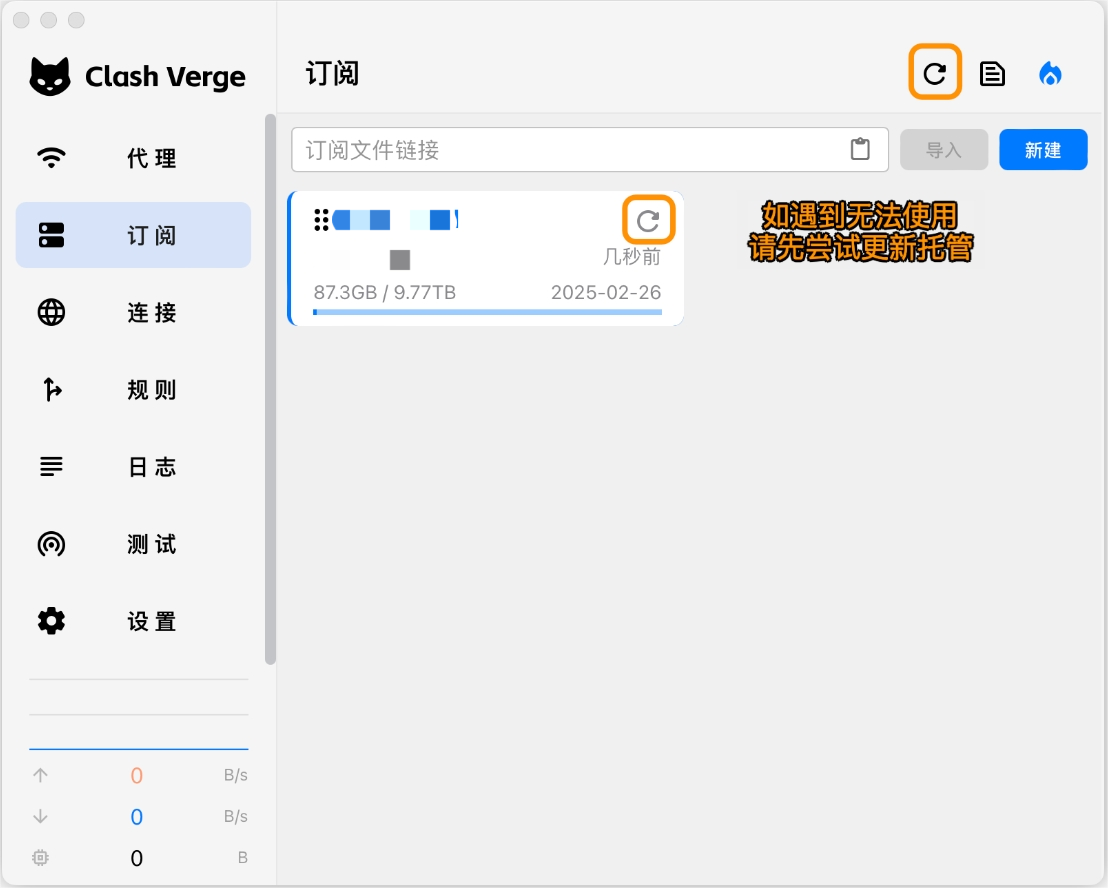 Clash Verge
订阅
代理
订阅
连接
规则
日志
测试
设置
订阅文件链接
导入
新建
几秒前
87.3GB / 9.77TB
2025-02-26
如遇到无法使用
请先尝试更新托管
0 B/s
0 B/s
0 B